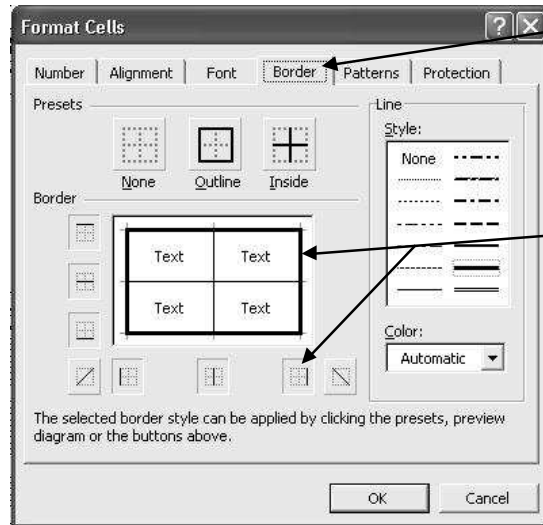 Format Cells
Number Alignment Font Border Patterns Protection
Presets
None Outline Inside
Border
Text Text
Text Text
Line
Style:
None
Color:
Automatic
The selected border style can be applied by clicking the presets, preview
diagram or the buttons above.
OK Cancel